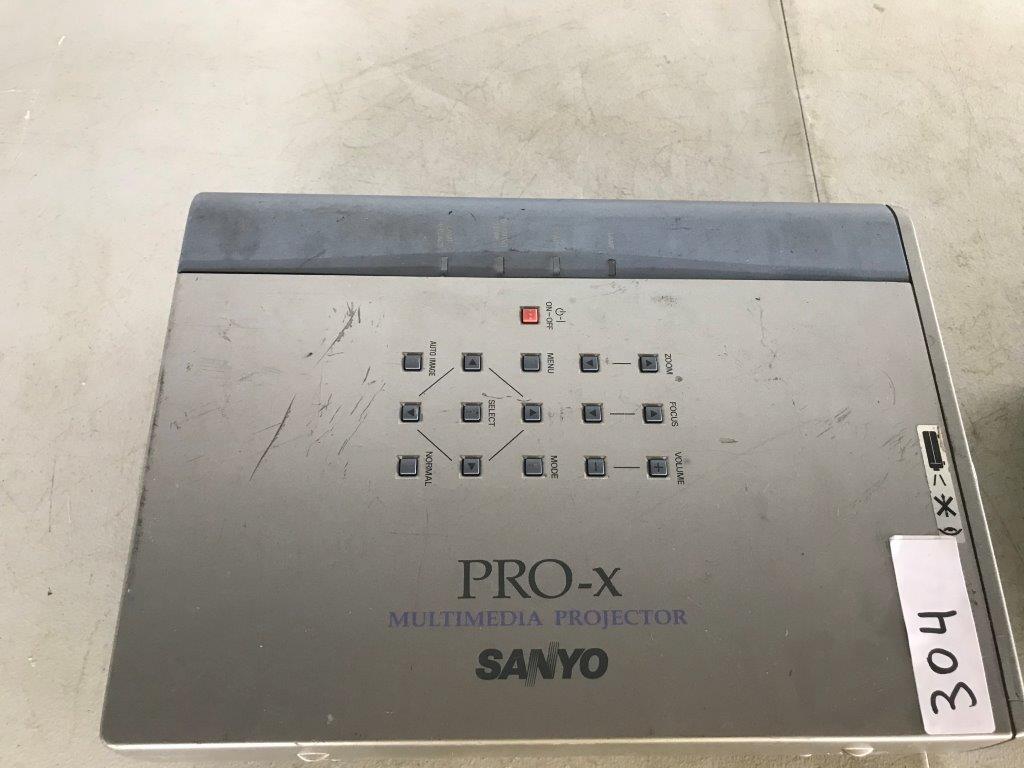 ON–OFF
AUTO IMAGE
MENU
ZOOM
SELECT
FOCUS
NORMAL
MODE
VOLUME
PRO-x
MULTIMEDIA PROJECTOR
SANYO
304